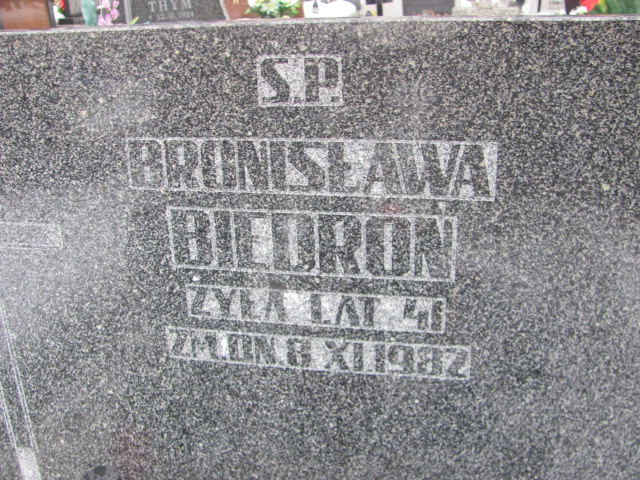 THYM
S.P.
BRONISŁAWA
BIEDROŃ
ŻYŁA LAT 41
ZM. DN. 8 XI 1982